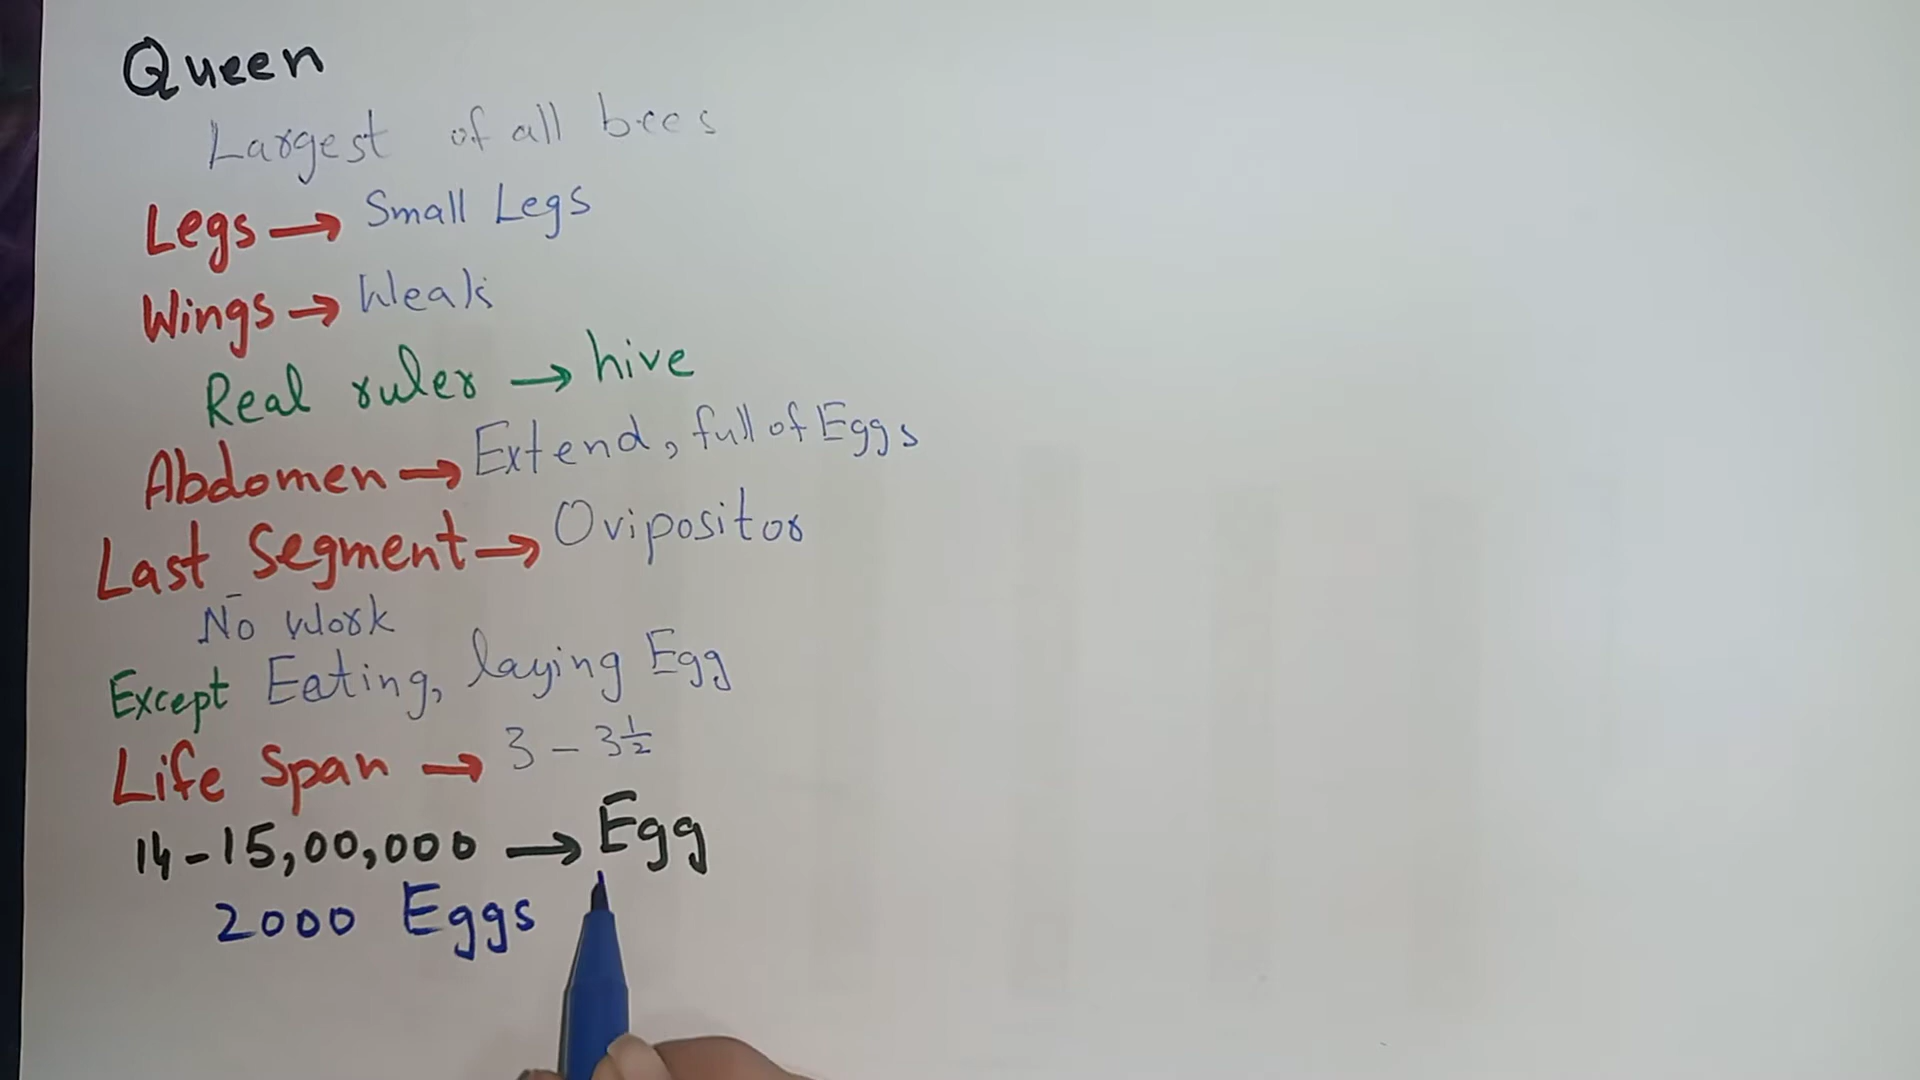 Queen
Largest of all bees
Legs → Small Legs
Wings → Weak
Real ruler → hive
Abdomen → Extend, full of Eggs
Last Segment → Ovipositor
No work
Except Eating, laying Egg
Life Span → 3 - 3½
14-15,00,000 → Egg
2000 Eggs